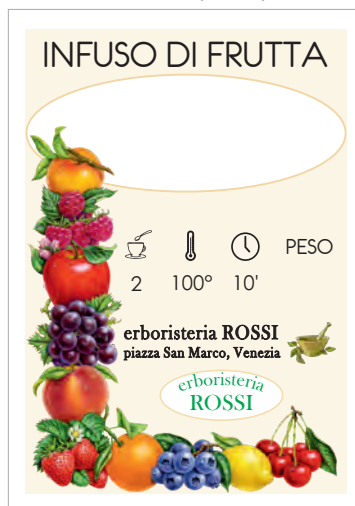 INFUSO DI FRUTTA
PESO
2 100° 10'
erboristeria ROSSI
piazza San Marco, Venezia
erboristeria
ROSSI